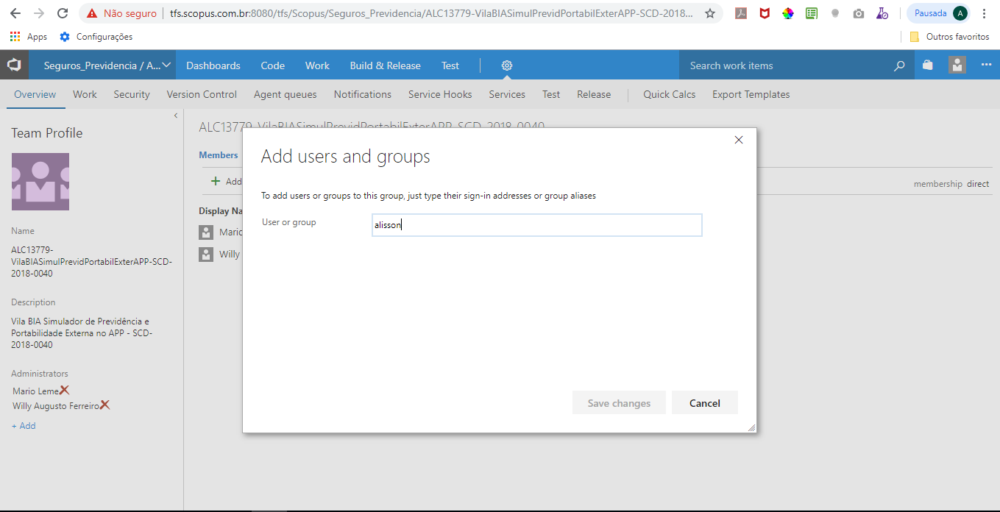 Não seguro
tfs.scopus.com.br:8080/tfs/Scopus/Seguros_Previdencia/ALC13779-VilaBIASimulPrevidPortabilExterAPP-SCD-2018...
Pausada
A
Apps
Configurações
Outros favoritos
Seguros_Previdencia / A...
Dashboards
Code
Work
Build & Release
Test
Search work items
Overview
Work
Security
Version Control
Agent queues
Notifications
Service Hooks
Services
Test
Release
Quick Calcs
Export Templates
Team Profile
Name
ALC13779-
VilaBIASimulPrevidPortabilExterAPP-SCD-
2018-0040
Description
Vila BIA Simulador de Previdência e
Portabilidade Externa no APP - SCD-
2018-0040
Administrators
Mario Leme
Willy Augusto Ferreiro
+ Add
ALC13779-VilaBIASimulPrevidPortabilExterAPP-SCD-2018-0040
Members
+ Add
membership direct
Display Na
Mario
Willy
Add users and groups
To add users or groups to this group, just type their sign-in addresses or group aliases
User or group
alisson
Save changes
Cancel